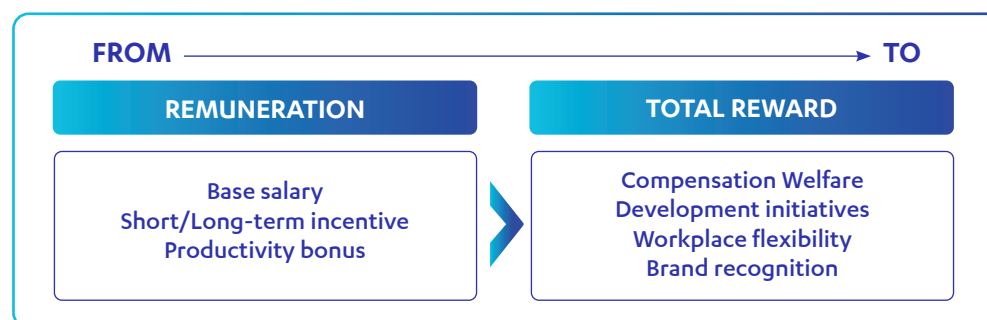 FROM TO
REMUNERATION
Base salary
Short/Long-term incentive
Productivity bonus
TOTAL REWARD
Compensation Welfare
Development initiatives
Workplace flexibility
Brand recognition